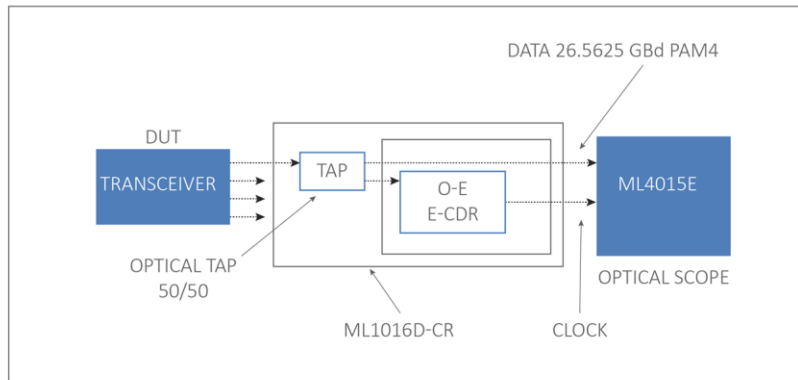 DATA 26.5625 GBd PAM4
DUT
TRANSCEIVER
TAP
O-E
E-CDR
ML4015E
OPTICAL TAP
50/50
OPTICAL SCOPE
ML1016D-CR
CLOCK